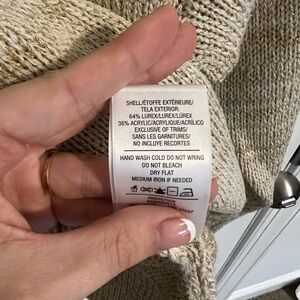 SHELL/ÉTOFFE EXTÉRIEURE/
TELA EXTERIOR:
64% LUREX/LUREX/LÚREX
36% ACRYLIC/ACRYLIQUE/ACRÍLICO
EXCLUSIVE OF TRIMS/
SANS LES GARNITURES/
NO INCLUYE RECORTES
HAND WASH COLD DO NOT WRING
DO NOT BLEACH
DRY FLAT
MEDIUM IRON IF NEEDED